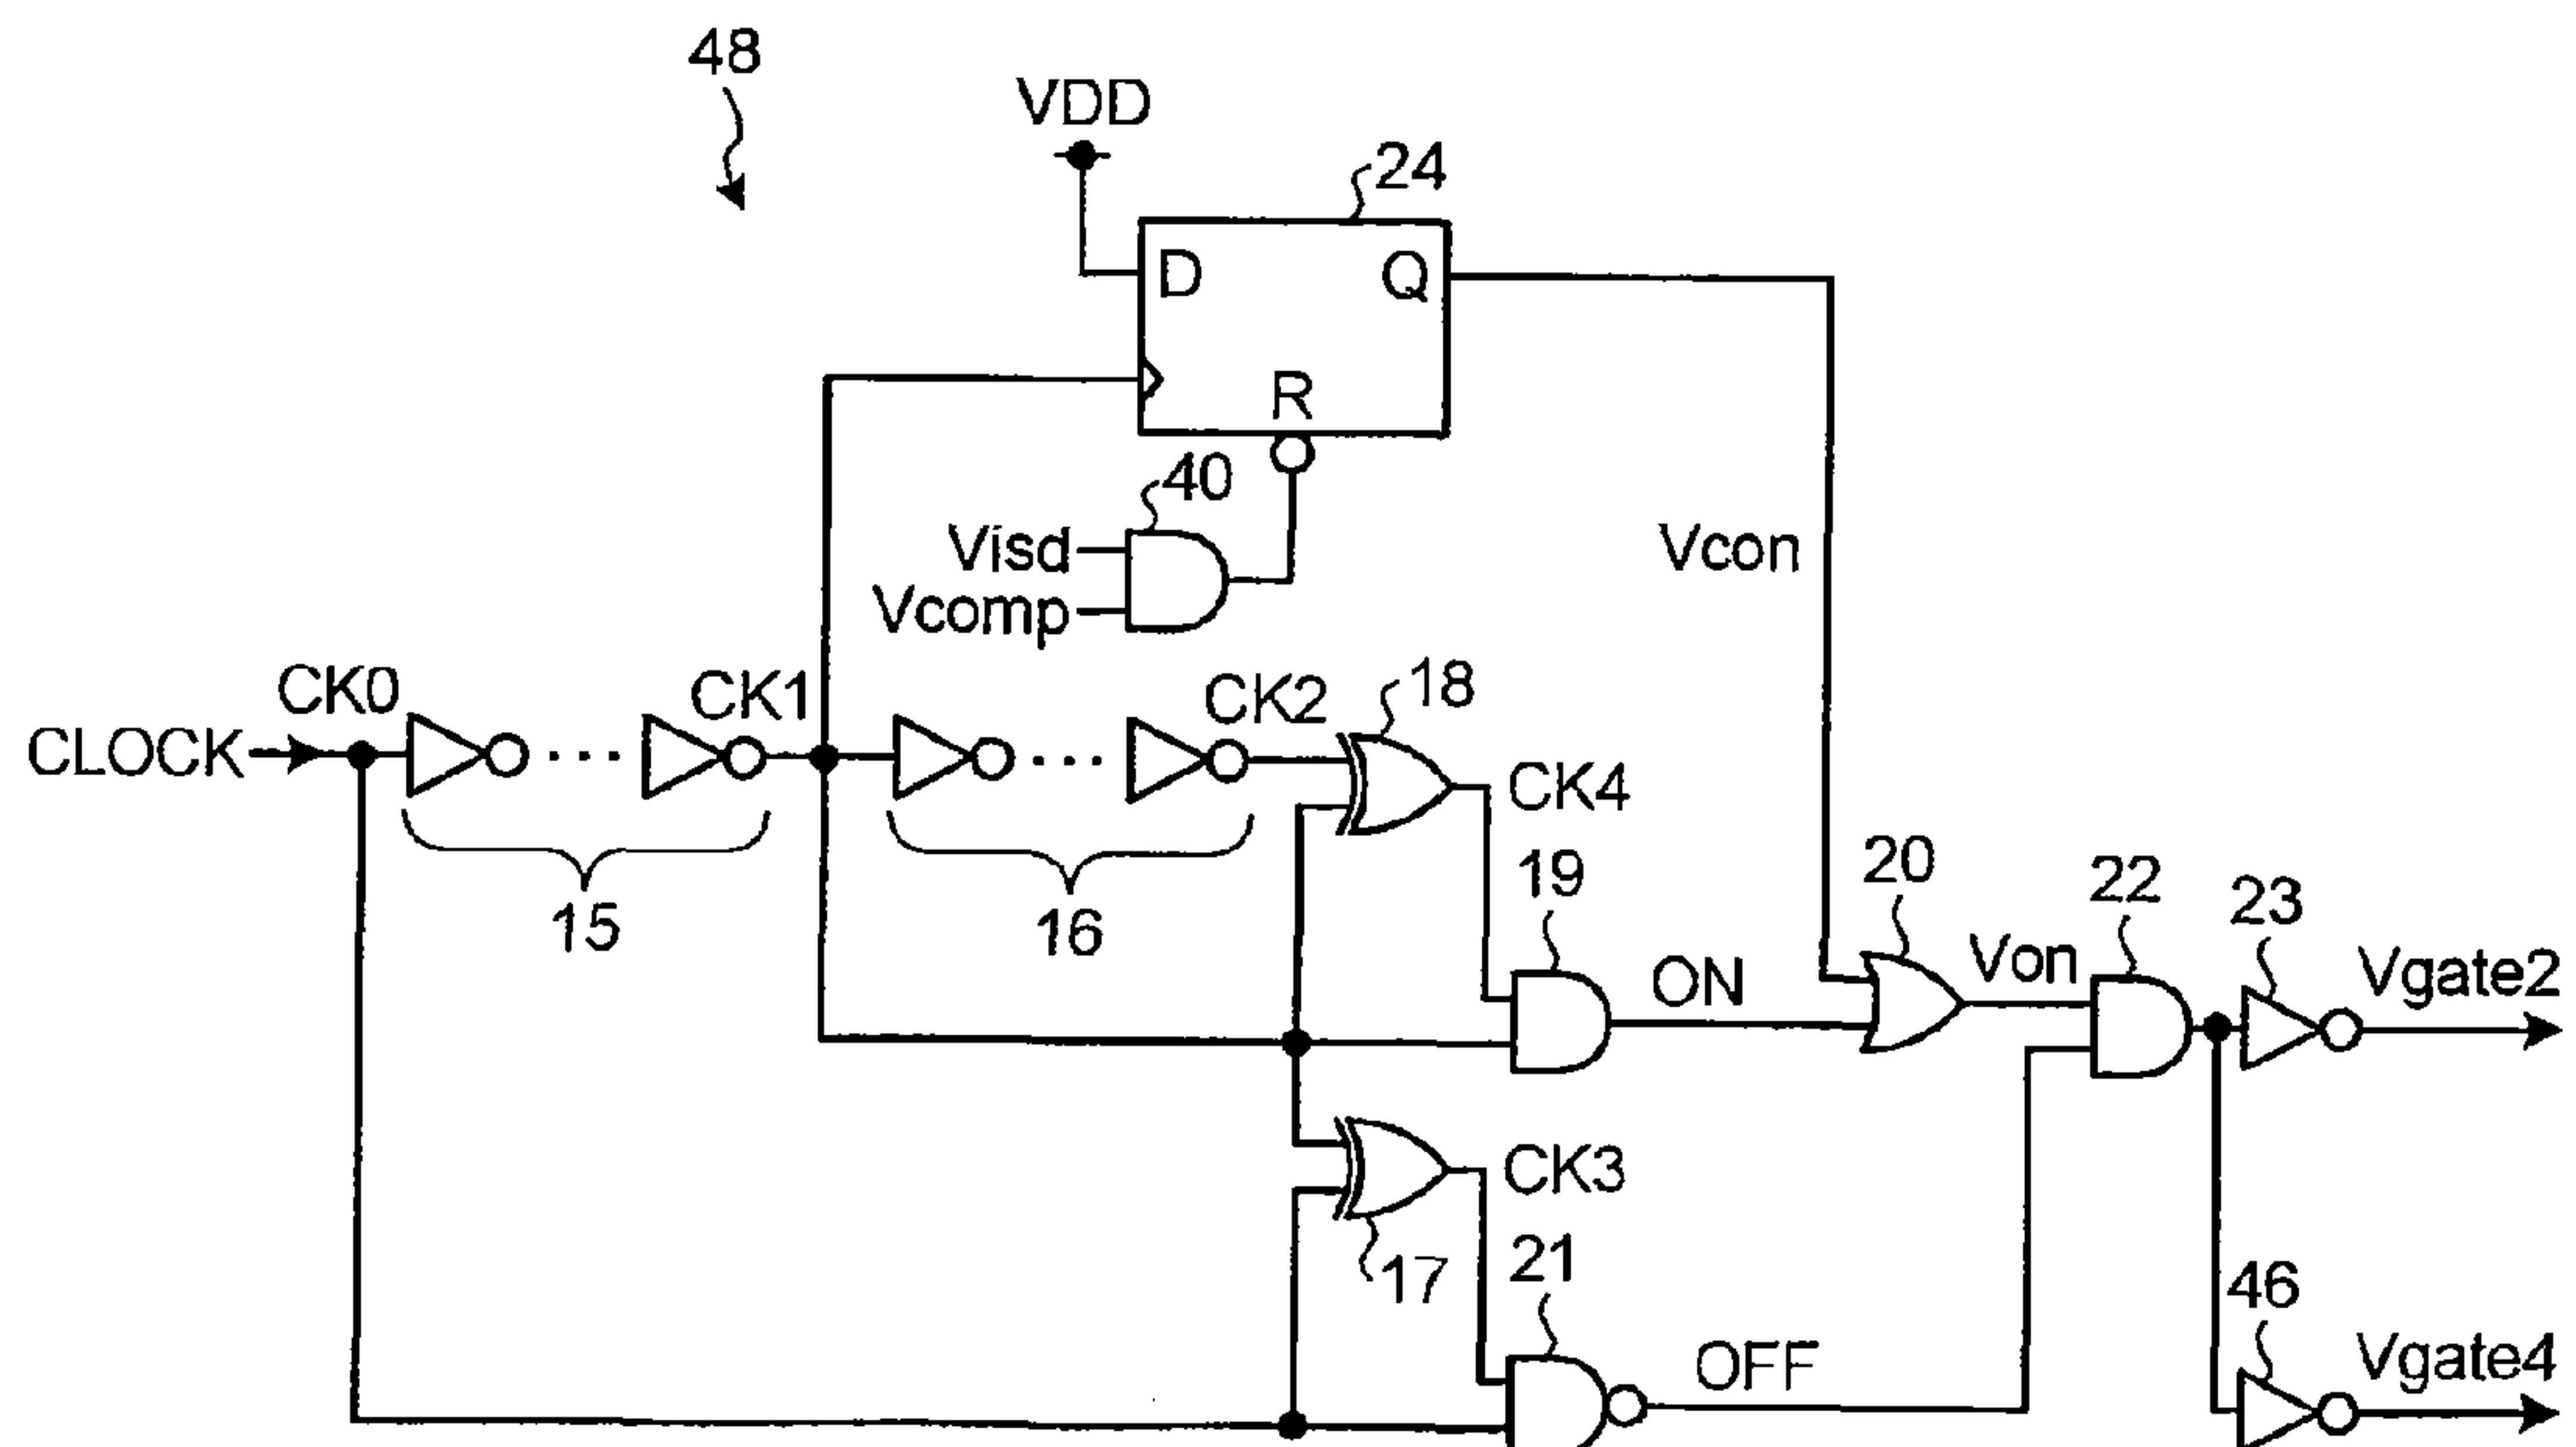 48
VDD
24
D
Q
R
40
Visd
Vcon
Vcomp
CK0
CK1
CK2
18
CLOCK
CK4
15
16
19
20
22
23
ON
Von
Vgate2
CK3
17
21
46
OFF
Vgate4